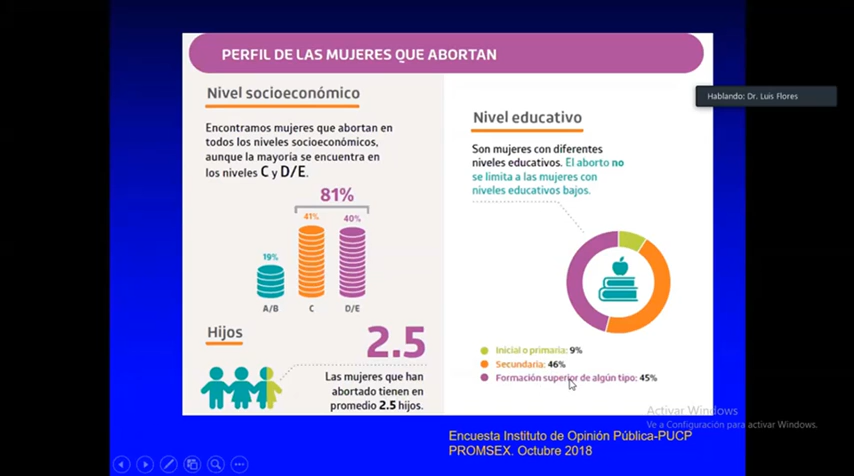 PERFIL DE LAS MUJERES QUE ABORTAN
Hablando: Dr. Luis Flores
Nivel socioeconómico
Encontramos mujeres que abortan en
todos los niveles socioeconómicos,
aunque la mayoría se encuentra en
los niveles C y D/E.
81%
19%
41%
40%
A/B
C
D/E
Hijos
2.5
Las mujeres que han
abortado tienen en
promedio 2.5 hijos.
Nivel educativo
Son mujeres con diferentes
niveles educativos. El aborto no
se limita a las mujeres con
niveles educativos bajos.
Inicial o primaria: 9%
Secundaria: 46%
Formación superior de algún tipo: 45%
Activar Windows
Ve a Configuración para activar Windows.
Encuesta Instituto de Opinión Pública-PUCP
PROMSEX. Octubre 2018